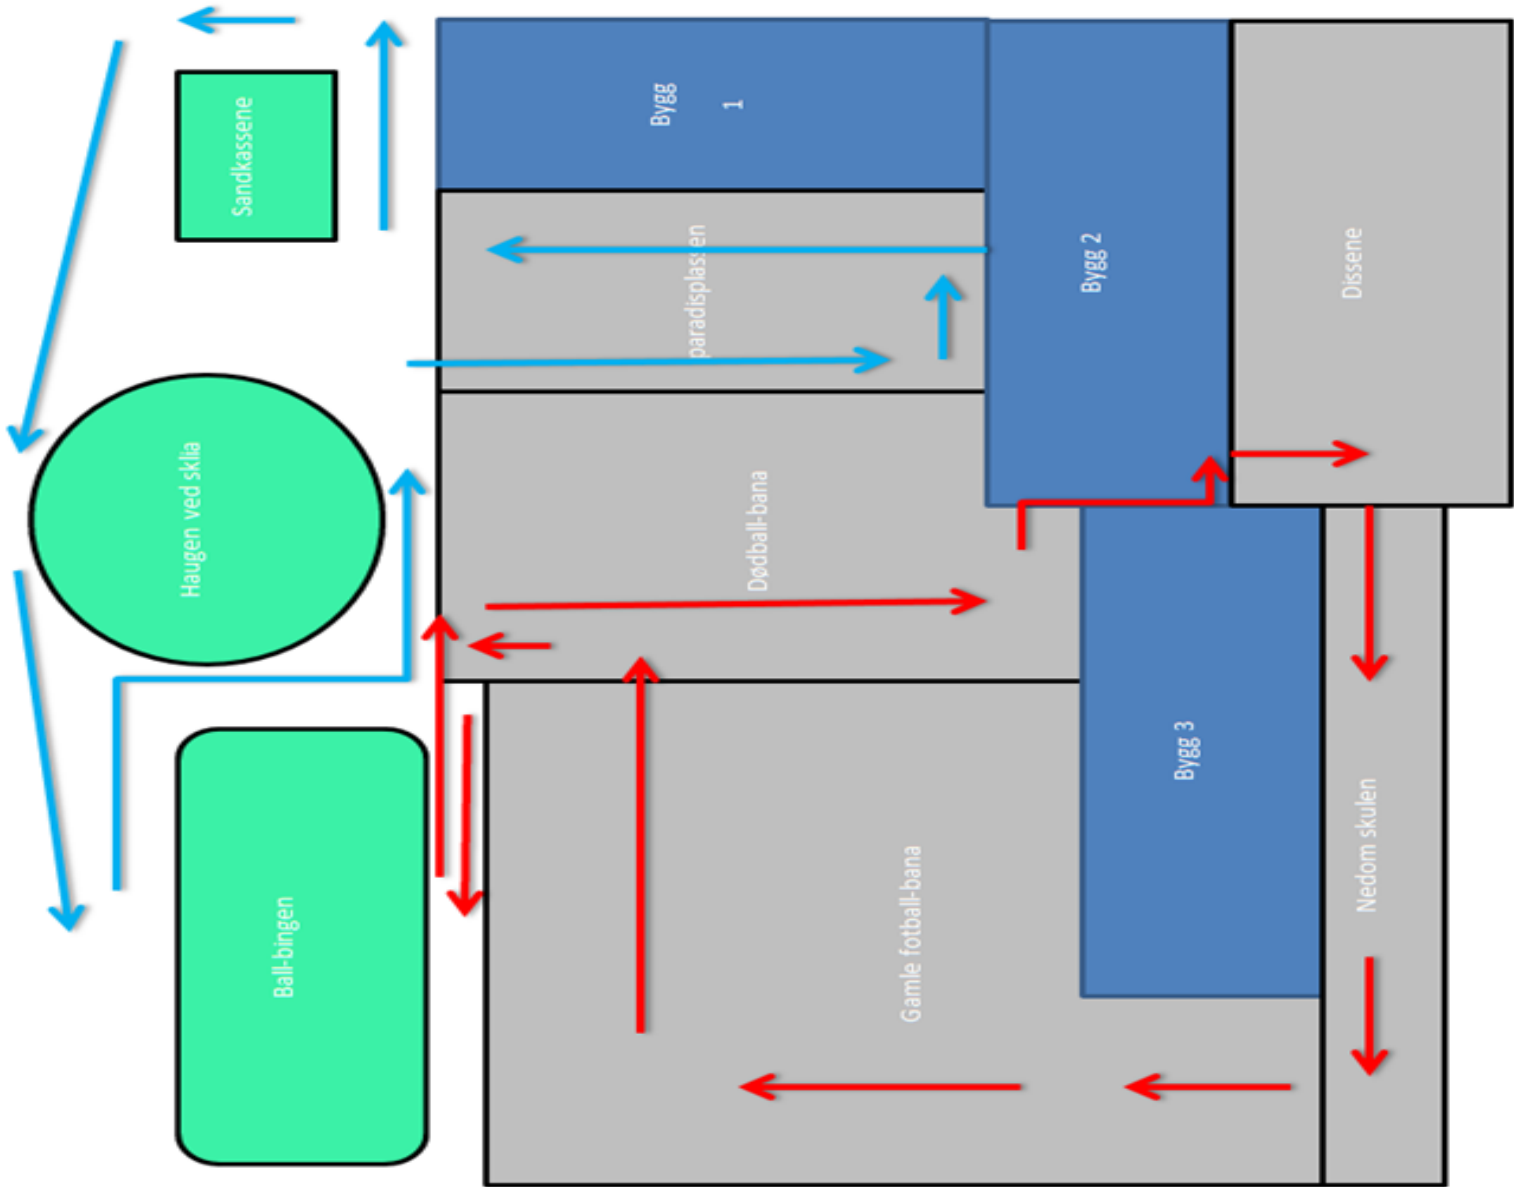 Sandkassene
Haugen ved sklia
Ball-bingen
Bygg
1
paradisplassen
Dødball-bana
Gamle fotball-bana
Bygg 2
Bygg 3
Dissene
Nedom skulen